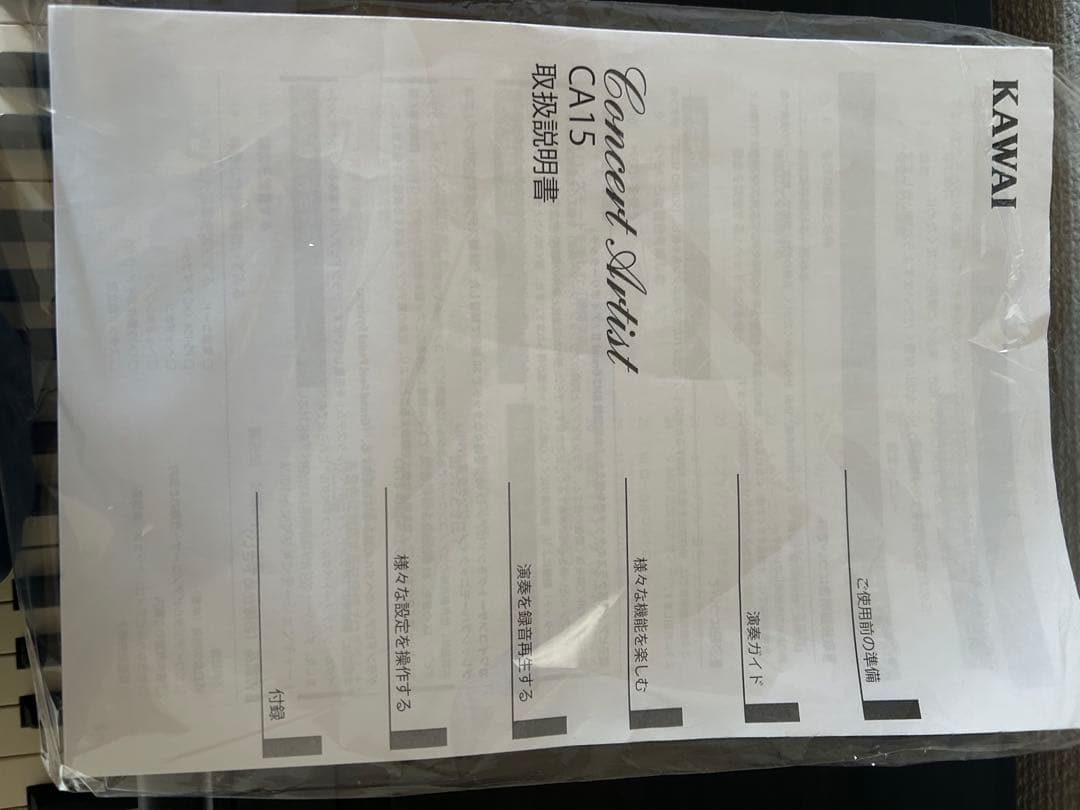 KAWAI
Concert Artist
CA15
取扱説明書
ご使用前の準備
演奏ガイド
様々な機能を楽しむ
演奏を録音再生する
様々な設定を操作する
付録